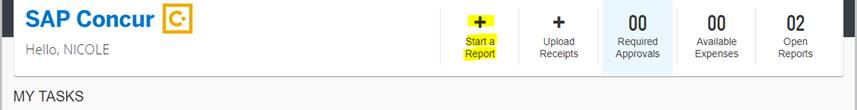 SAP Concur C
Hello, NICOLE
+
Start a
Report
+
Upload
Receipts
00
Required
Approvals
00
Available
Expenses
02
Open
Reports
MY TASKS